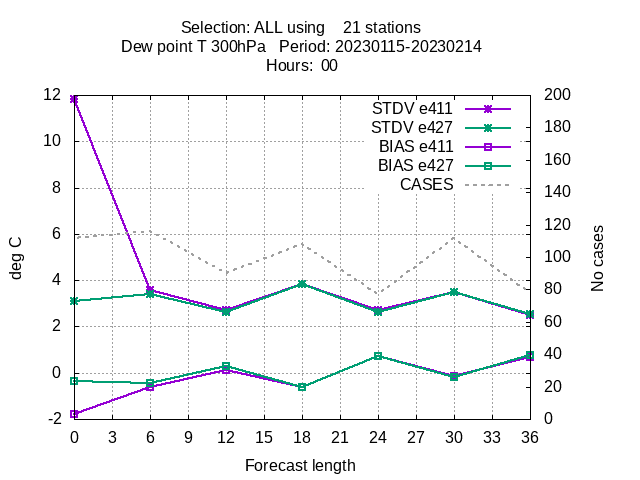 Selection: ALL using    21 stations
Dew point T 300hPa   Period: 20230115-20230214
Hours:  00
STDV e411
STDV e427
BIAS e411
BIAS e427
CASES
12
10
8
6
4
2
0
-2
deg C
200
180
160
140
120
100
80
60
40
20
0
No cases
0 3 6 9 12 15 18 21 24 27 30 33 36
Forecast length